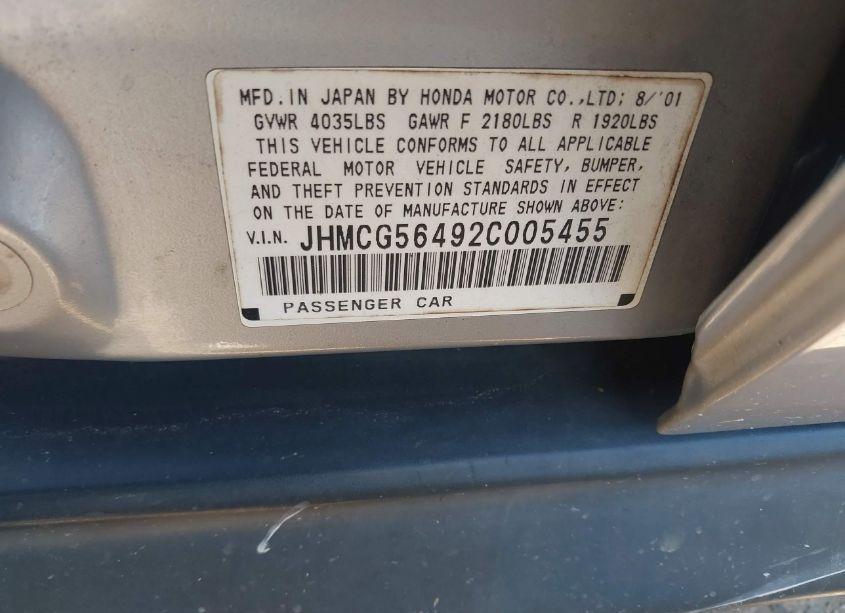 MFD. IN JAPAN BY HONDA MOTOR CO.,LTD; 8/'01
GVWR 4035LBS GAWR F 2180LBS R 1920LBS
THIS VEHICLE CONFORMS TO ALL APPLICABLE
FEDERAL MOTOR VEHICLE SAFETY, BUMPER,
AND THEFT PREVENTION STANDARDS IN EFFECT
ON THE DATE OF MANUFACTURE SHOWN ABOVE:
V.I.N. JHMCG56492C005455
PASSENGER CAR